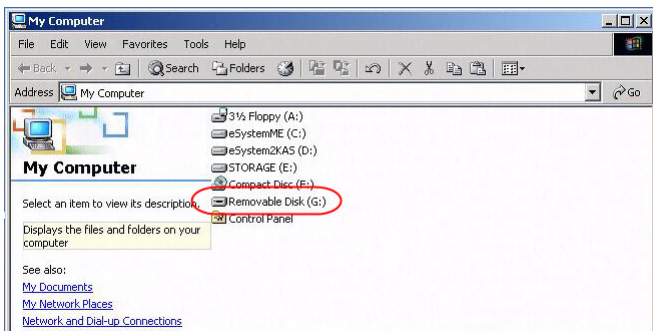 My Computer
File Edit View Favorites Tools Help
Back Search Folders
Address My Computer Go
3½ Floppy (A:)
eSystemME (C:)
eSystem2KAS (D:)
STORAGE (E:)
Compact Disc (F:)
Removable Disk (G:)
Control Panel
My Computer
Select an item to view its description.
Displays the files and folders on your
computer
See also:
My Documents
My Network Places
Network and Dial-up Connections